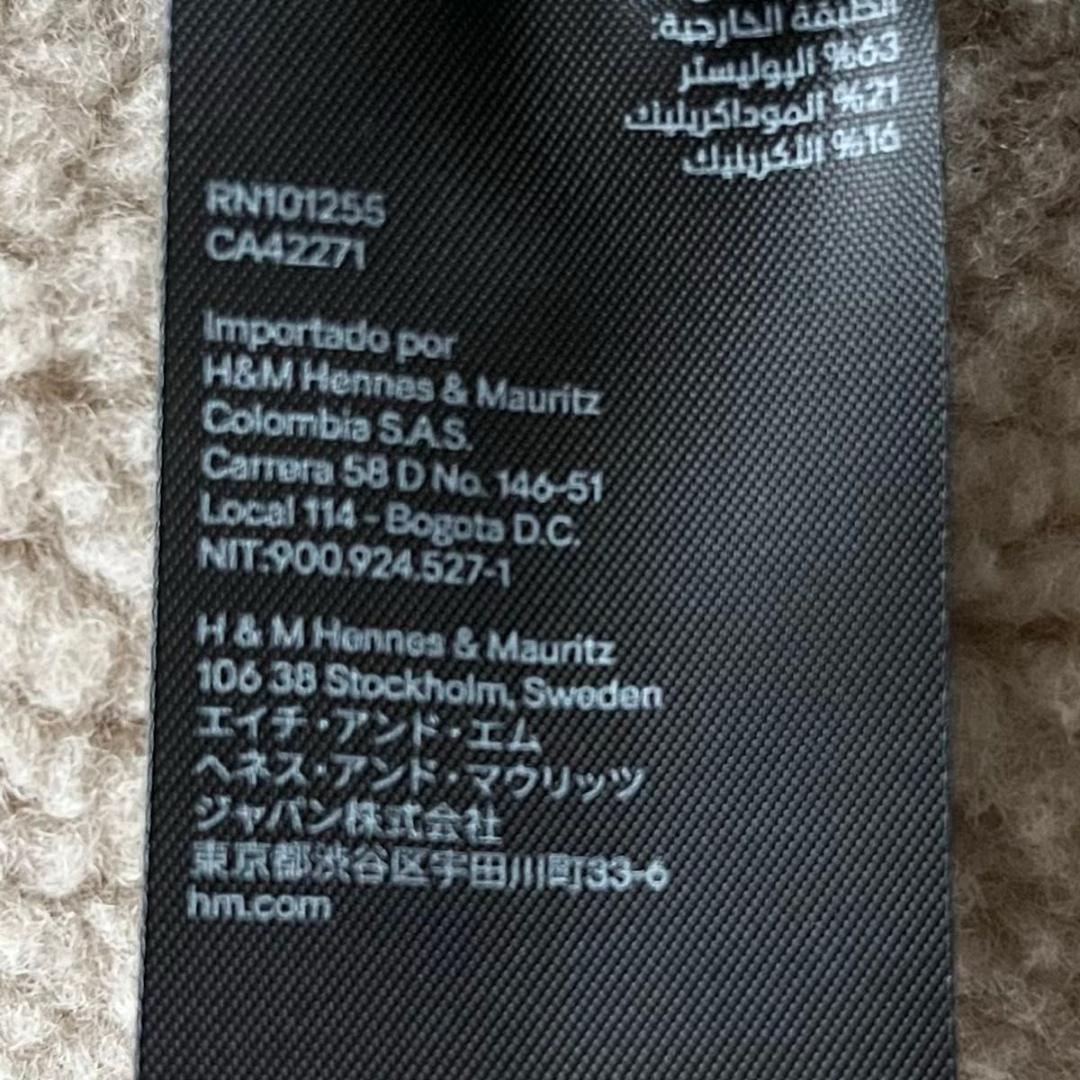 الطبقة الخارجية:
63% البوليستر
21% الموداكريليك
16% الأكريليك
RN101255
CA42271
Importado por
H&M Hennes & Mauritz
Colombia S.A.S.
Carrera 58 D No. 146-51
Local 114 - Bogota D.C.
NIT:900.924.527-1
H & M Hennes & Mauritz
106 38 Stockholm, Sweden
エイチ・アンド・エム
ヘネス・アンド・マウリッツ
ジャパン株式会社
東京都渋谷区宇田川町33-6
hm.com